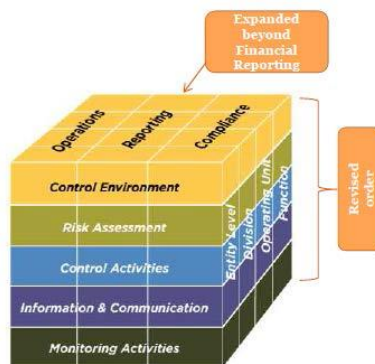 Expanded
beyond
Financial
Reporting
Operations
Reporting
Compliance
Control Environment
Risk Assessment
Control Activities
Information & Communication
Monitoring Activities
Entity Level
Division
Operating Unit
Function
Revised
order